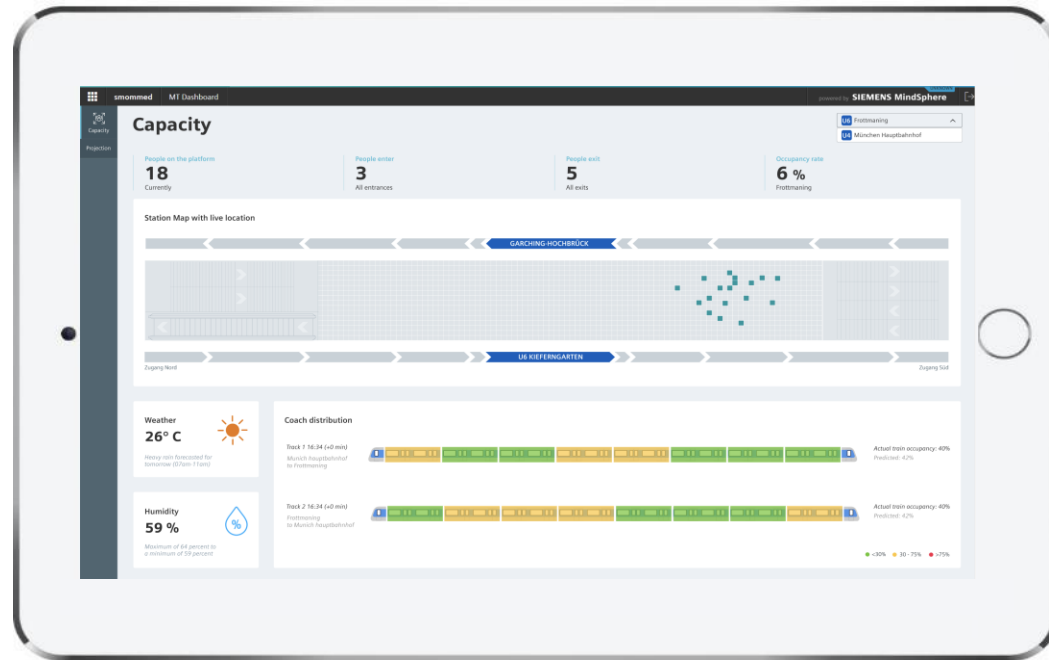 smommed MT Dashboard
powered by SIEMENS MindSphere
Capacity
Projection
Capacity
U6 Frottmaning
U4 München Hauptbahnhof
People on the platform
18
Currently
People enter
3
All entrances
People exit
5
All exits
Occupancy rate
6 %
Frottmaning
Station Map with live location
GARCHING-HOCHBRÜCK
U6 KIEFERNGARTEN
Zugang Nord
Zugang Süd
Weather
26° C
Heavy rain forecasted for
tomorrow (07am-11am)
Humidity
59 %
%
Maximum of 64 percent to
a minimum of 59 percent
Coach distribution
Track 1 16:34 (+0 min)
Munich hauptbahnhof
to Frottmaning
Actual train occupancy: 40%
Predicted: 42%
Track 2 16:34 (+0 min)
Frottmaning
to Munich hauptbahnhof
Actual train occupancy: 40%
Predicted: 42%
<30% 30 - 75% >75%